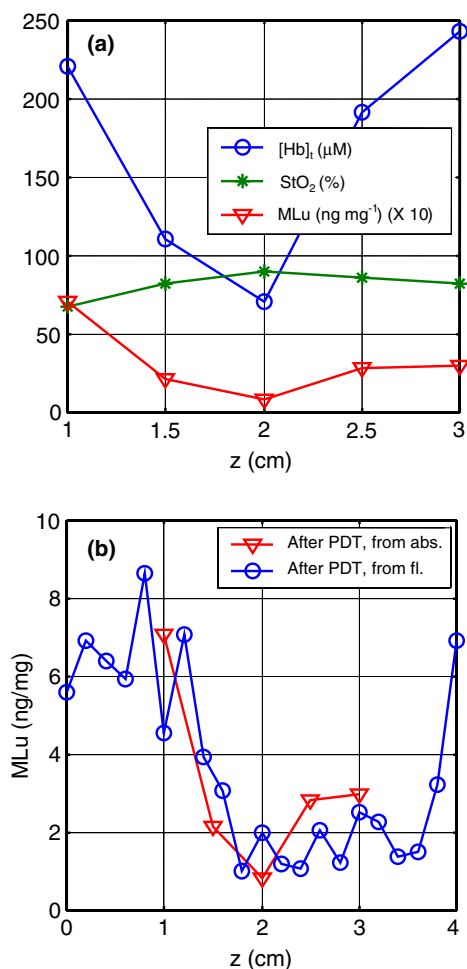 (a)
250
200
150
100
50
0
[Hb]t (μM)
StO2 (%)
MLu (ng mg-1) (X 10)
1 1.5 2 2.5 3
z (cm)
(b)
10
8
6
4
2
0
MLu (ng/mg)
After PDT, from abs.
After PDT, from fl.
0 1 2 3 4
z (cm)